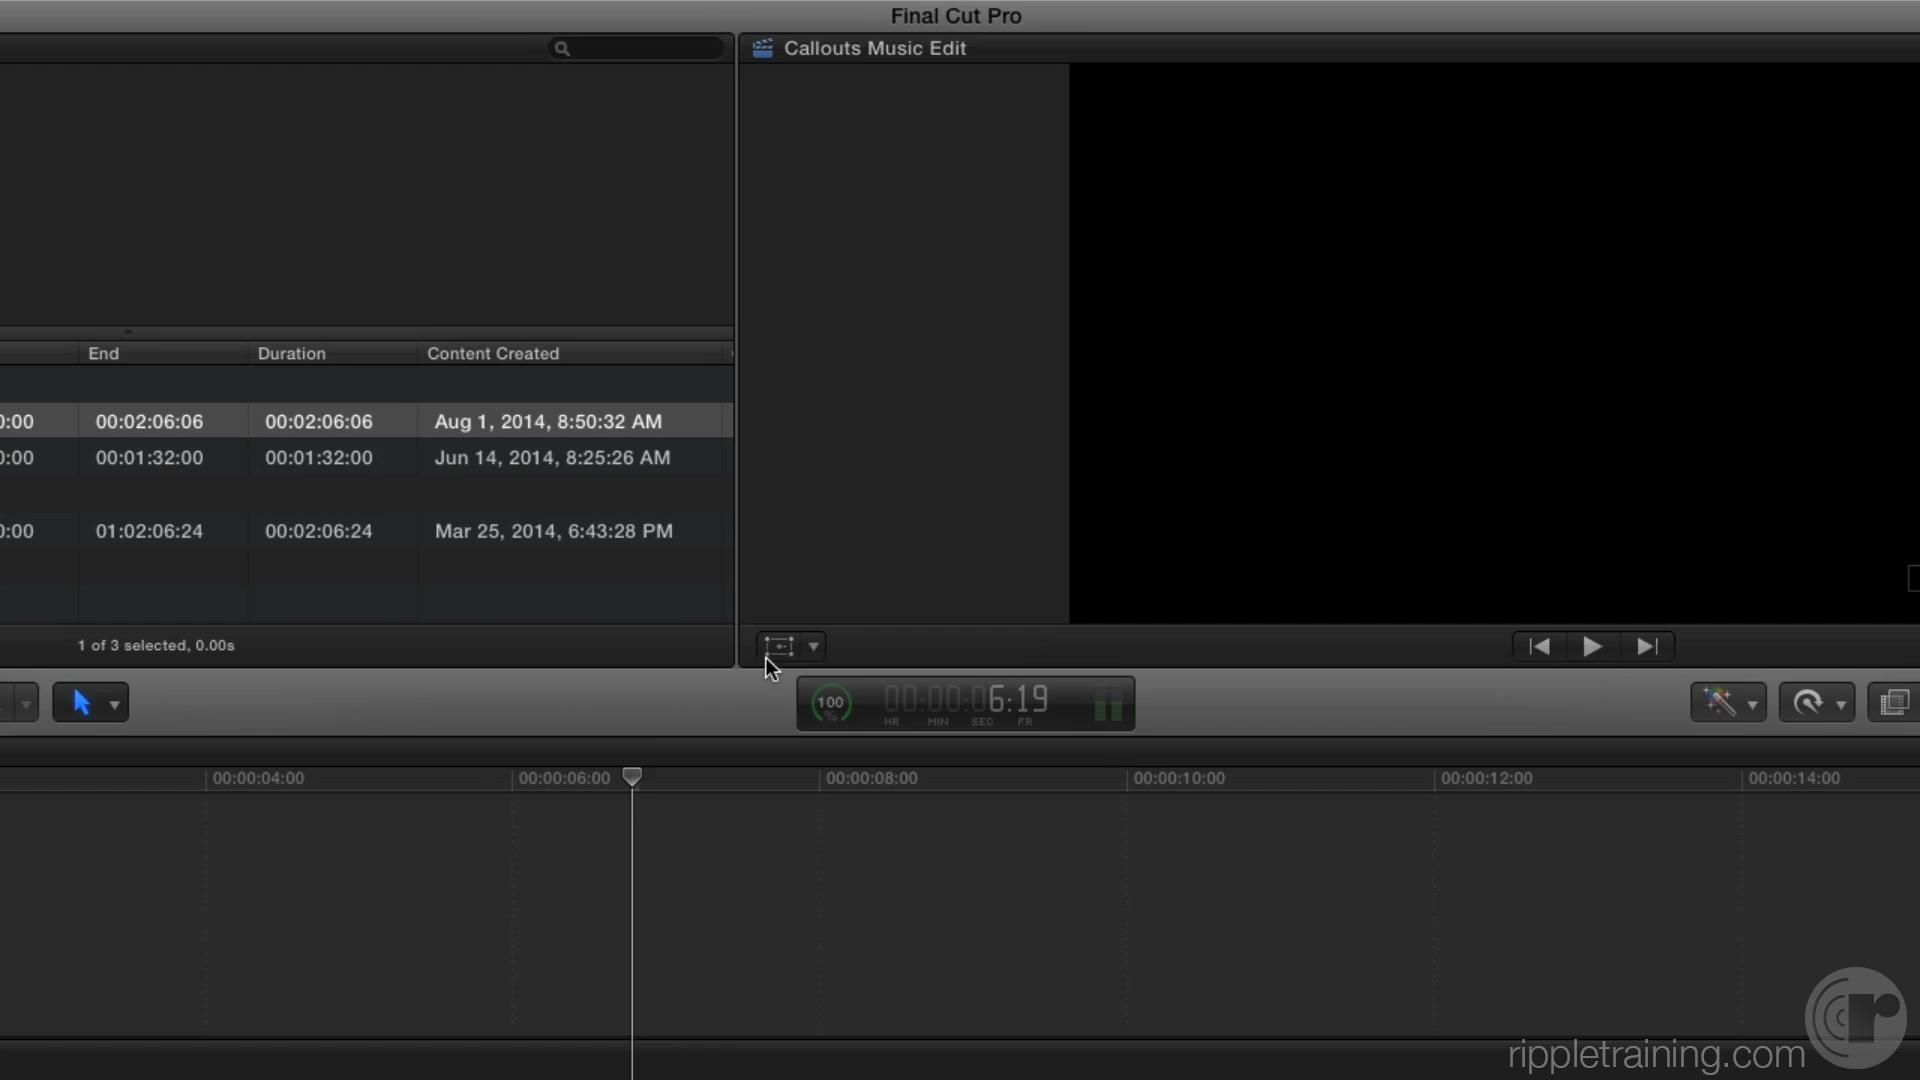 Final Cut Pro
Callouts Music Edit
End Duration Content Created
0:00 00:02:06:06 00:02:06:06 Aug 1, 2014, 8:50:32 AM
0:00 00:01:32:00 00:01:32:00 Jun 14, 2014, 8:25:26 AM
0:00 01:02:06:24 00:02:06:24 Mar 25, 2014, 6:43:28 PM
1 of 3 selected, 0.00s
100 % 00:00:06:19
HR MIN SEC FR
00:00:04:00 00:00:06:00 00:00:08:00 00:00:10:00 00:00:12:00 00:00:14:00
r
rippletraining.com